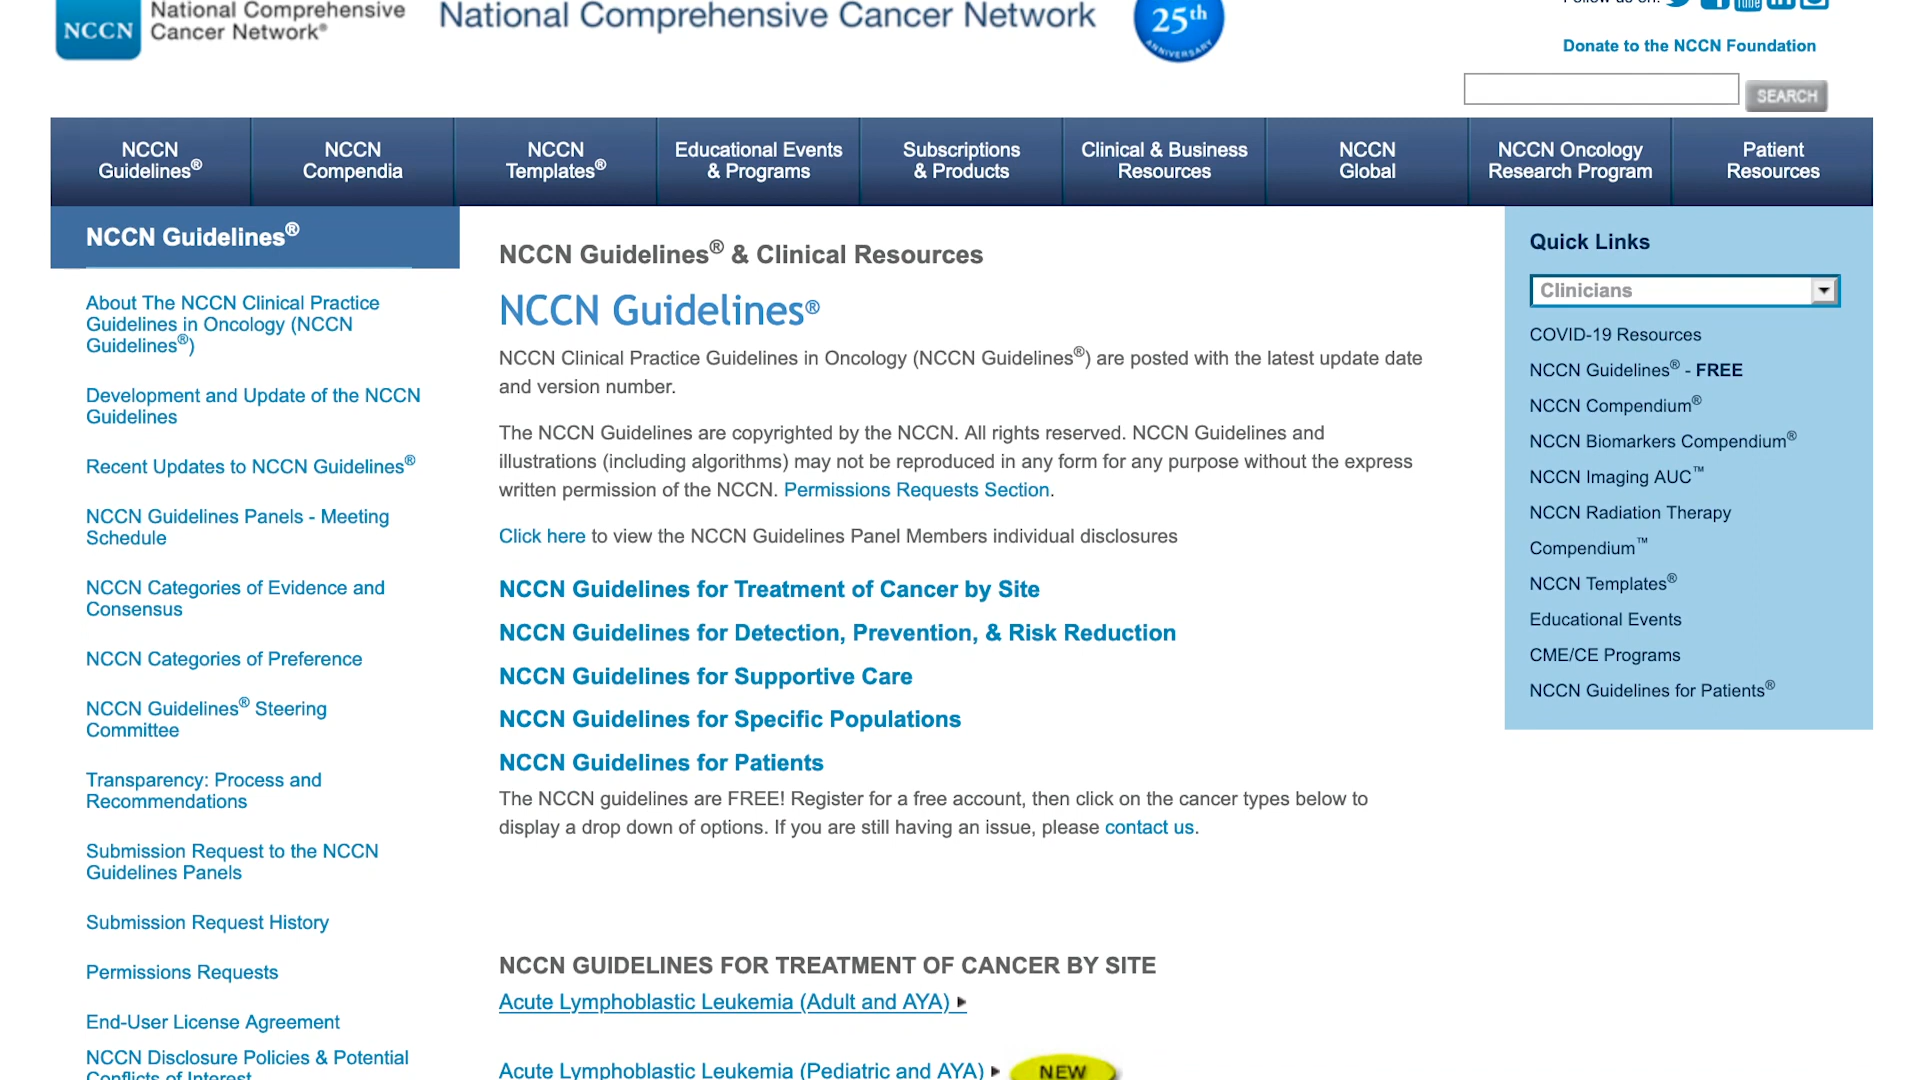 NCCN
National Comprehensive
Cancer Network®
National Comprehensive Cancer Network
25th
ANNIVERSARY
Follow us on:
You
Tube
Donate to the NCCN Foundation
SEARCH
NCCN
Guidelines®
NCCN
Compendia
NCCN
Templates®
Educational Events
& Programs
Subscriptions
& Products
Clinical & Business
Resources
NCCN
Global
NCCN Oncology
Research Program
Patient
Resources
NCCN Guidelines®
About The NCCN Clinical Practice
Guidelines in Oncology (NCCN
Guidelines®)
Development and Update of the NCCN
Guidelines
Recent Updates to NCCN Guidelines®
NCCN Guidelines Panels - Meeting
Schedule
NCCN Categories of Evidence and
Consensus
NCCN Categories of Preference
NCCN Guidelines® Steering
Committee
Transparency: Process and
Recommendations
Submission Request to the NCCN
Guidelines Panels
Submission Request History
Permissions Requests
End-User License Agreement
NCCN Disclosure Policies & Potential
Conflicts of Interest
NCCN Guidelines® & Clinical Resources
NCCN Guidelines®
NCCN Clinical Practice Guidelines in Oncology (NCCN Guidelines®) are posted with the latest update date
and version number.
The NCCN Guidelines are copyrighted by the NCCN. All rights reserved. NCCN Guidelines and
illustrations (including algorithms) may not be reproduced in any form for any purpose without the express
written permission of the NCCN. Permissions Requests Section.
Click here to view the NCCN Guidelines Panel Members individual disclosures
NCCN Guidelines for Treatment of Cancer by Site
NCCN Guidelines for Detection, Prevention, & Risk Reduction
NCCN Guidelines for Supportive Care
NCCN Guidelines for Specific Populations
NCCN Guidelines for Patients
The NCCN guidelines are FREE! Register for a free account, then click on the cancer types below to
display a drop down of options. If you are still having an issue, please contact us.
NCCN GUIDELINES FOR TREATMENT OF CANCER BY SITE
Acute Lymphoblastic Leukemia (Adult and AYA)
Acute Lymphoblastic Leukemia (Pediatric and AYA)
NEW
Quick Links
Clinicians
COVID-19 Resources
NCCN Guidelines® - FREE
NCCN Compendium®
NCCN Biomarkers Compendium®
NCCN Imaging AUC™
NCCN Radiation Therapy
Compendium™
NCCN Templates®
Educational Events
CME/CE Programs
NCCN Guidelines for Patients®